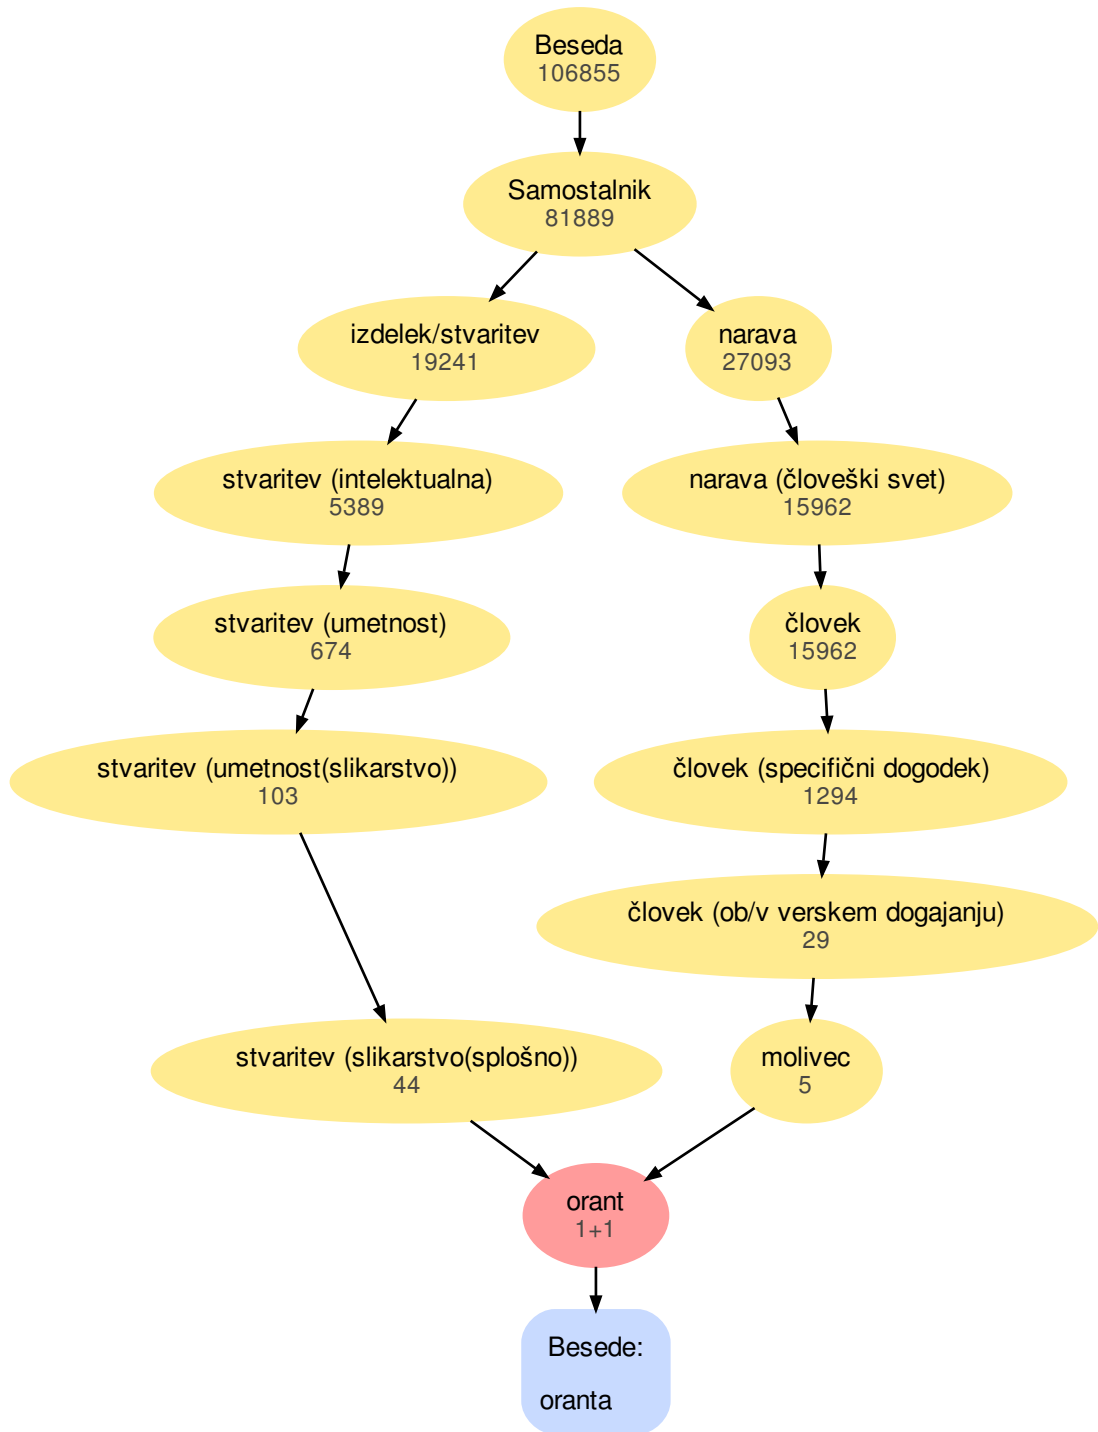 Beseda
106855
Samostalnik
81889
izdelek/stvaritev
19241
narava
27093
stvaritev (intelektualna)
5389
narava (človeški svet)
15962
stvaritev (umetnost)
674
človek
15962
stvaritev (umetnost(slikarstvo))
103
človek (specifični dogodek)
1294
človek (ob/v verskem dogajanju)
29
stvaritev (slikarstvo(splošno))
44
molivec
5
orant
1+1
Besede:
oranta